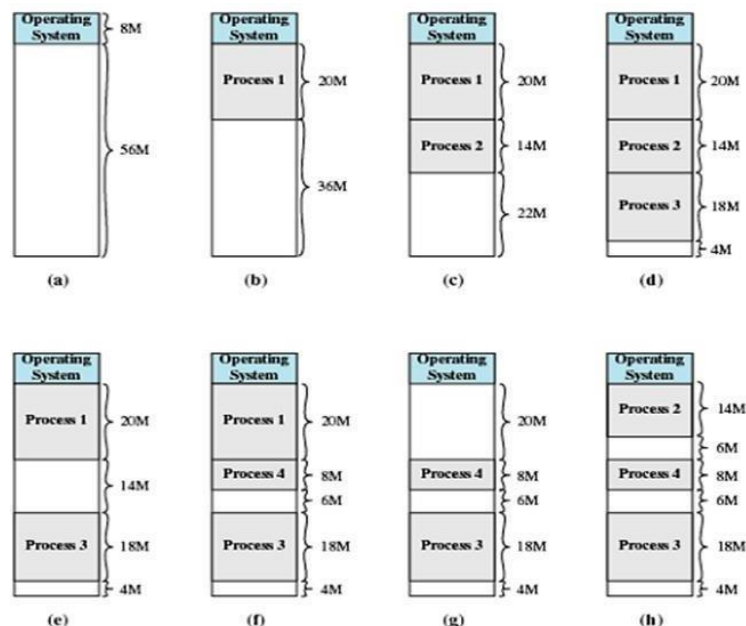 Operating
System
8M
56M
(a)
Operating
System
Process 1
20M
36M
(b)
Operating
System
Process 1
20M
Process 2
14M
22M
(c)
Operating
System
Process 1
20M
Process 2
14M
Process 3
18M
4M
(d)
Operating
System
Process 1
20M
14M
Process 3
18M
4M
(e)
Operating
System
Process 1
20M
Process 4
8M
6M
Process 3
18M
4M
(f)
Operating
System
20M
Process 4
8M
6M
Process 3
18M
4M
(g)
Operating
System
Process 2
14M
6M
Process 4
8M
6M
Process 3
18M
4M
(h)